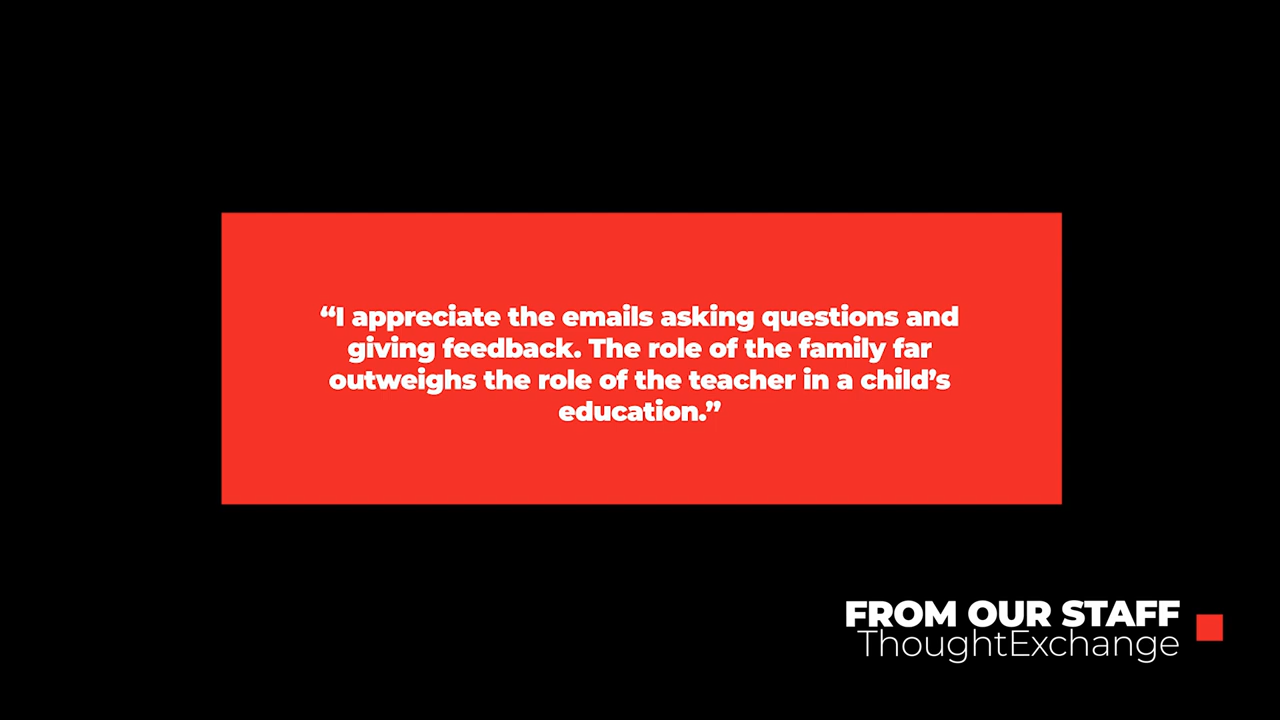 “I appreciate the emails asking questions and
giving feedback. The role of the family far
outweighs the role of the teacher in a child’s
education.”
FROM OUR STAFF
ThoughtExchange